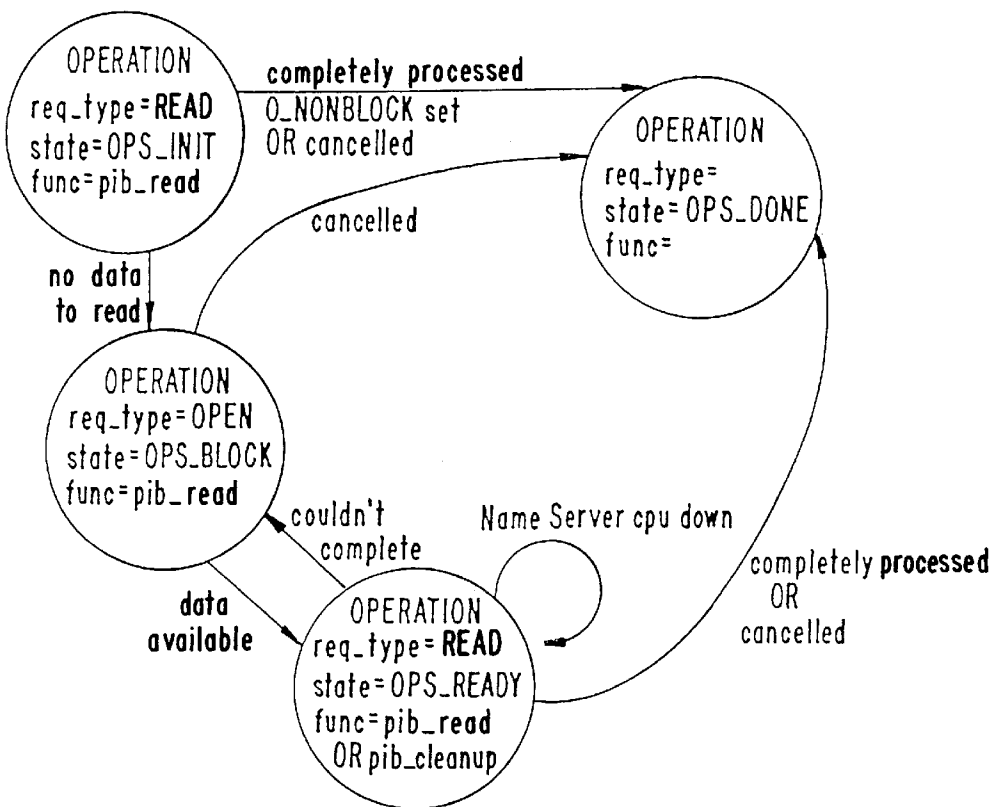 OPERATION
req_type=READ
state=OPS_INIT
func=pib_read
completely processed
O_NONBLOCK set
OR cancelled
OPERATION
req_type=
state=OPS_DONE
func=
cancelled
no data
to read
OPERATION
req_type=OPEN
state=OPS_BLOCK
func=pib_read
couldn't
complete
Name Server cpu down
data
available
OPERATION
req_type=READ
state=OPS_READY
func=pib_read
OR pib_cleanup
completely processed
OR
cancelled